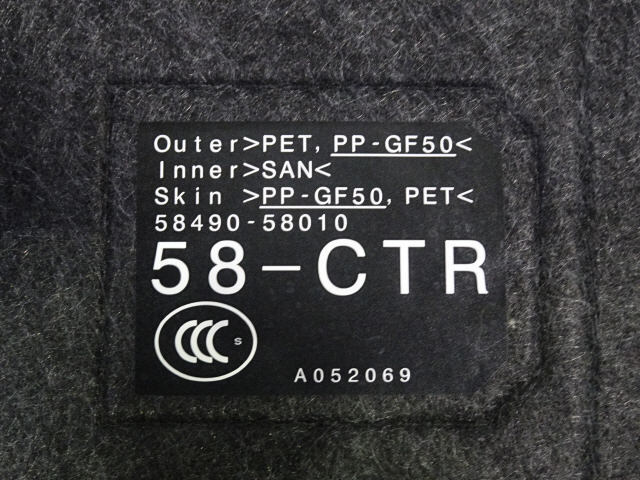 Outer>PET, PP-GF50<
Inner>SAN<
Skin >PP-GF50, PET<
58490-58010
58-CTR
CCC S
A052069